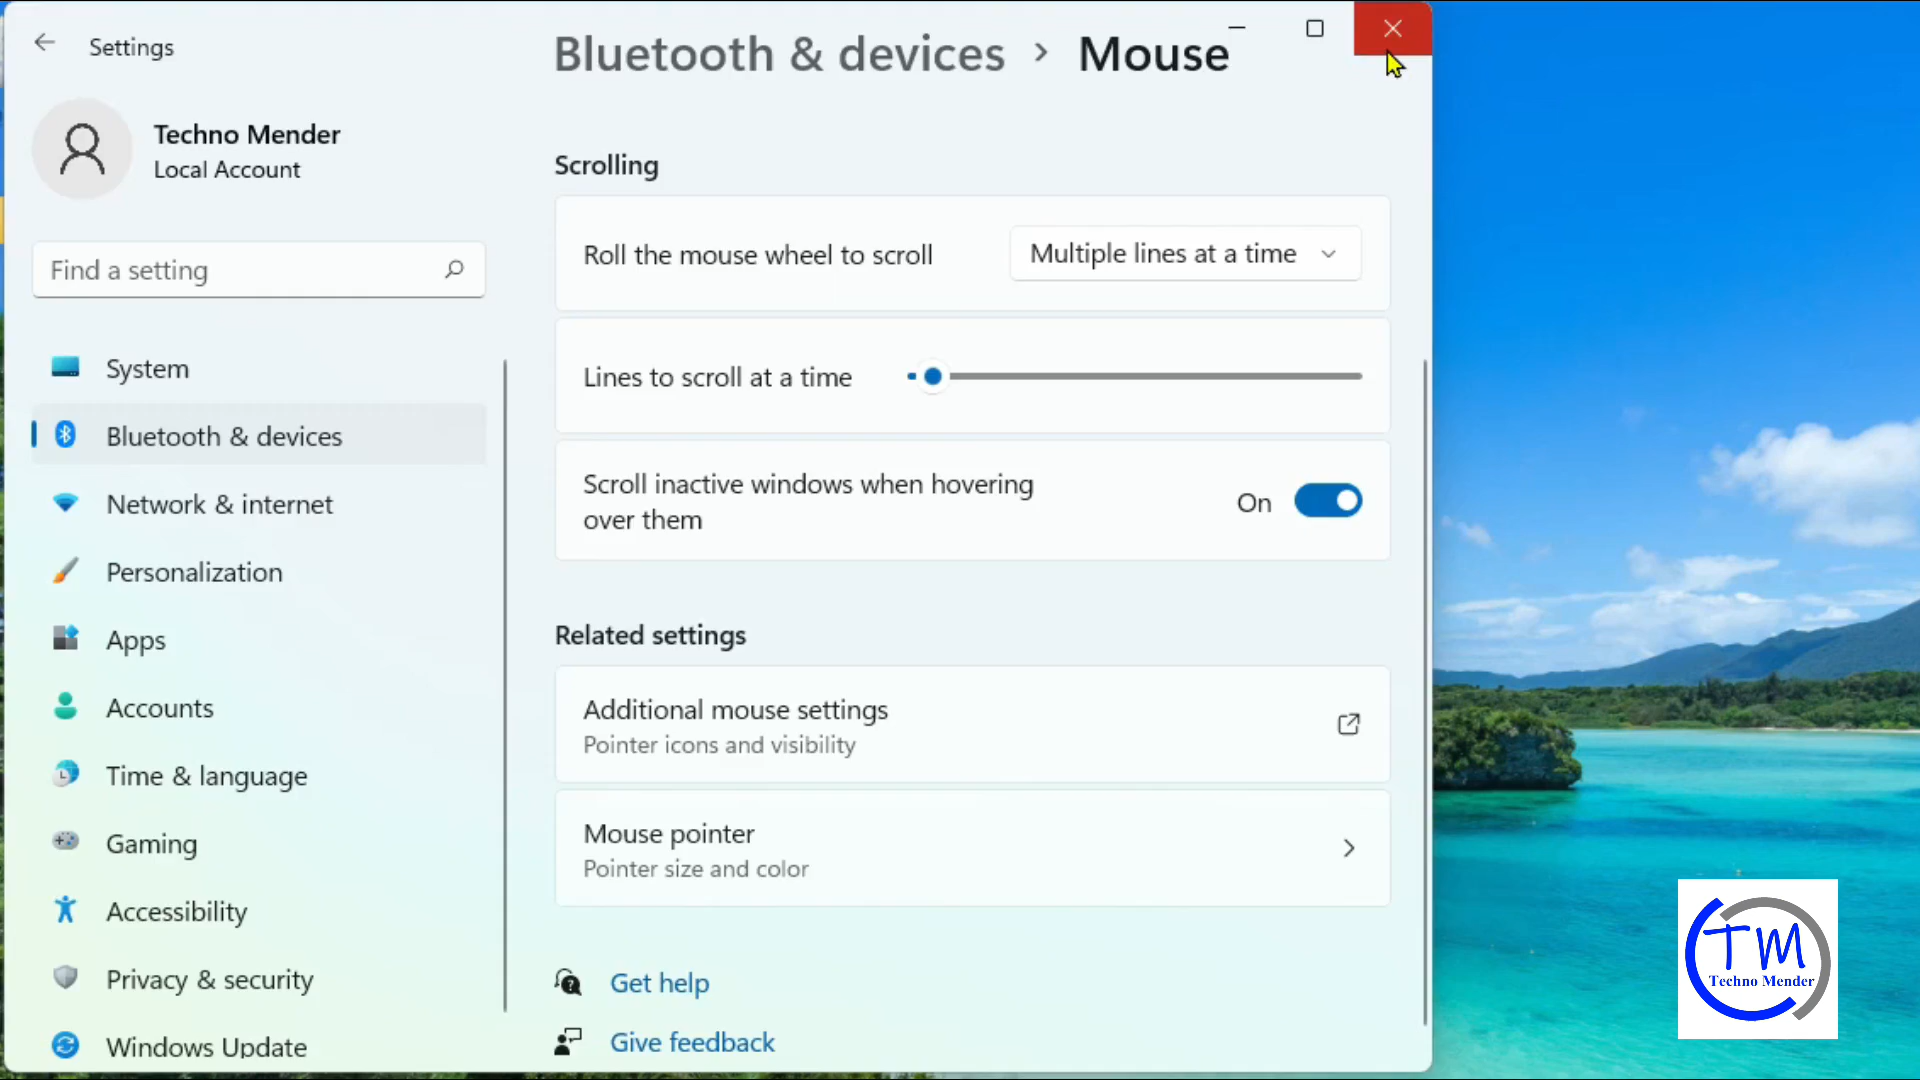 Settings
Bluetooth & devices › Mouse
Techno Mender
Local Account
Find a setting
System
Bluetooth & devices
Network & internet
Personalization
Apps
Accounts
Time & language
Gaming
Accessibility
Privacy & security
Windows Update
Scrolling
Roll the mouse wheel to scroll
Multiple lines at a time
Lines to scroll at a time
Scroll inactive windows when hovering
over them
On
Related settings
Additional mouse settings
Pointer icons and visibility
Mouse pointer
Pointer size and color
Get help
Give feedback
TM
Techno Mender